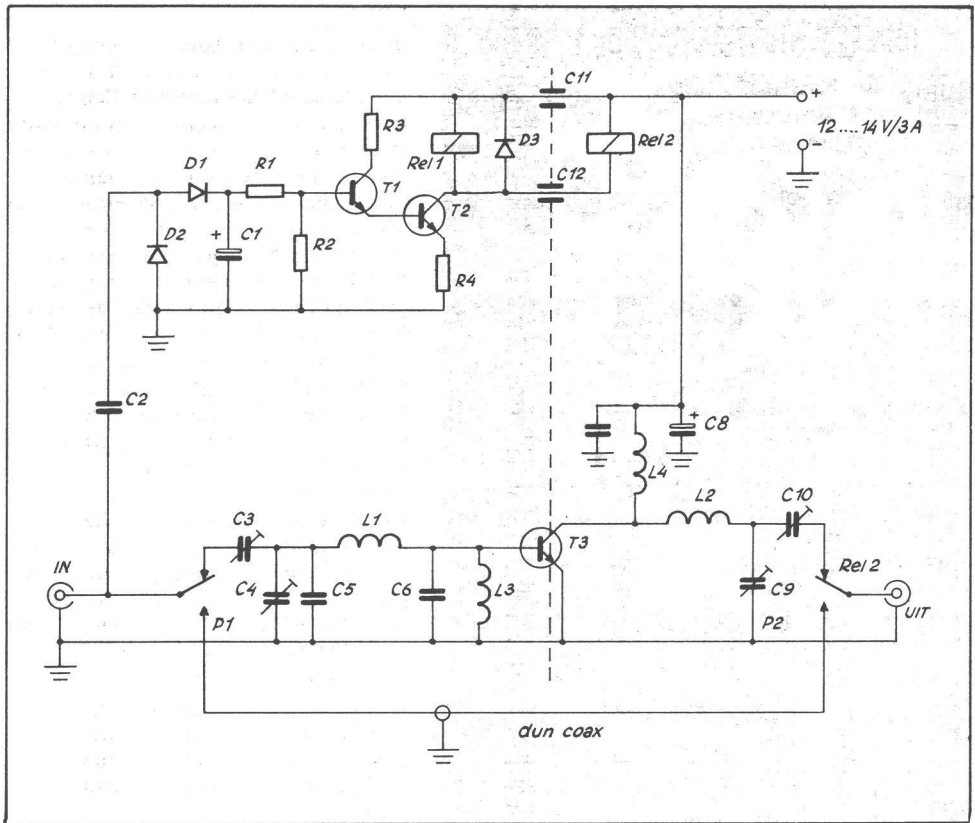 C11
+
R3
Rel1
D3
Rel2
12....14V/3A
-
D1
R1
T1
C12
T2
D2
+
C1
R2
R4
C2
+
C8
L4
C3
L1
L2
C10
IN
T3
Rel2
C4
C5
C6
L3
C9
UIT
P1
P2
dun coax